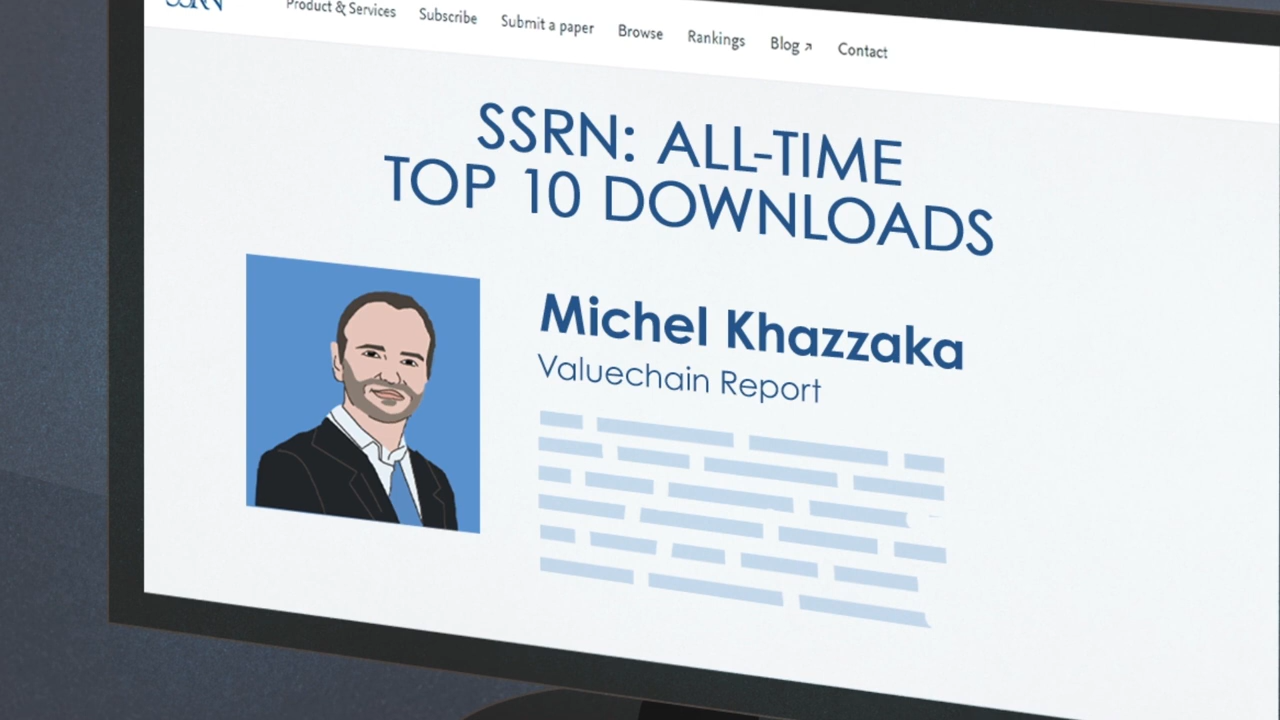 SSRN
Product & Services Subscribe Submit a paper Browse Rankings Blog ↗ Contact
SSRN: ALL-TIME
TOP 10 DOWNLOADS
Michel Khazzaka
Valuechain Report